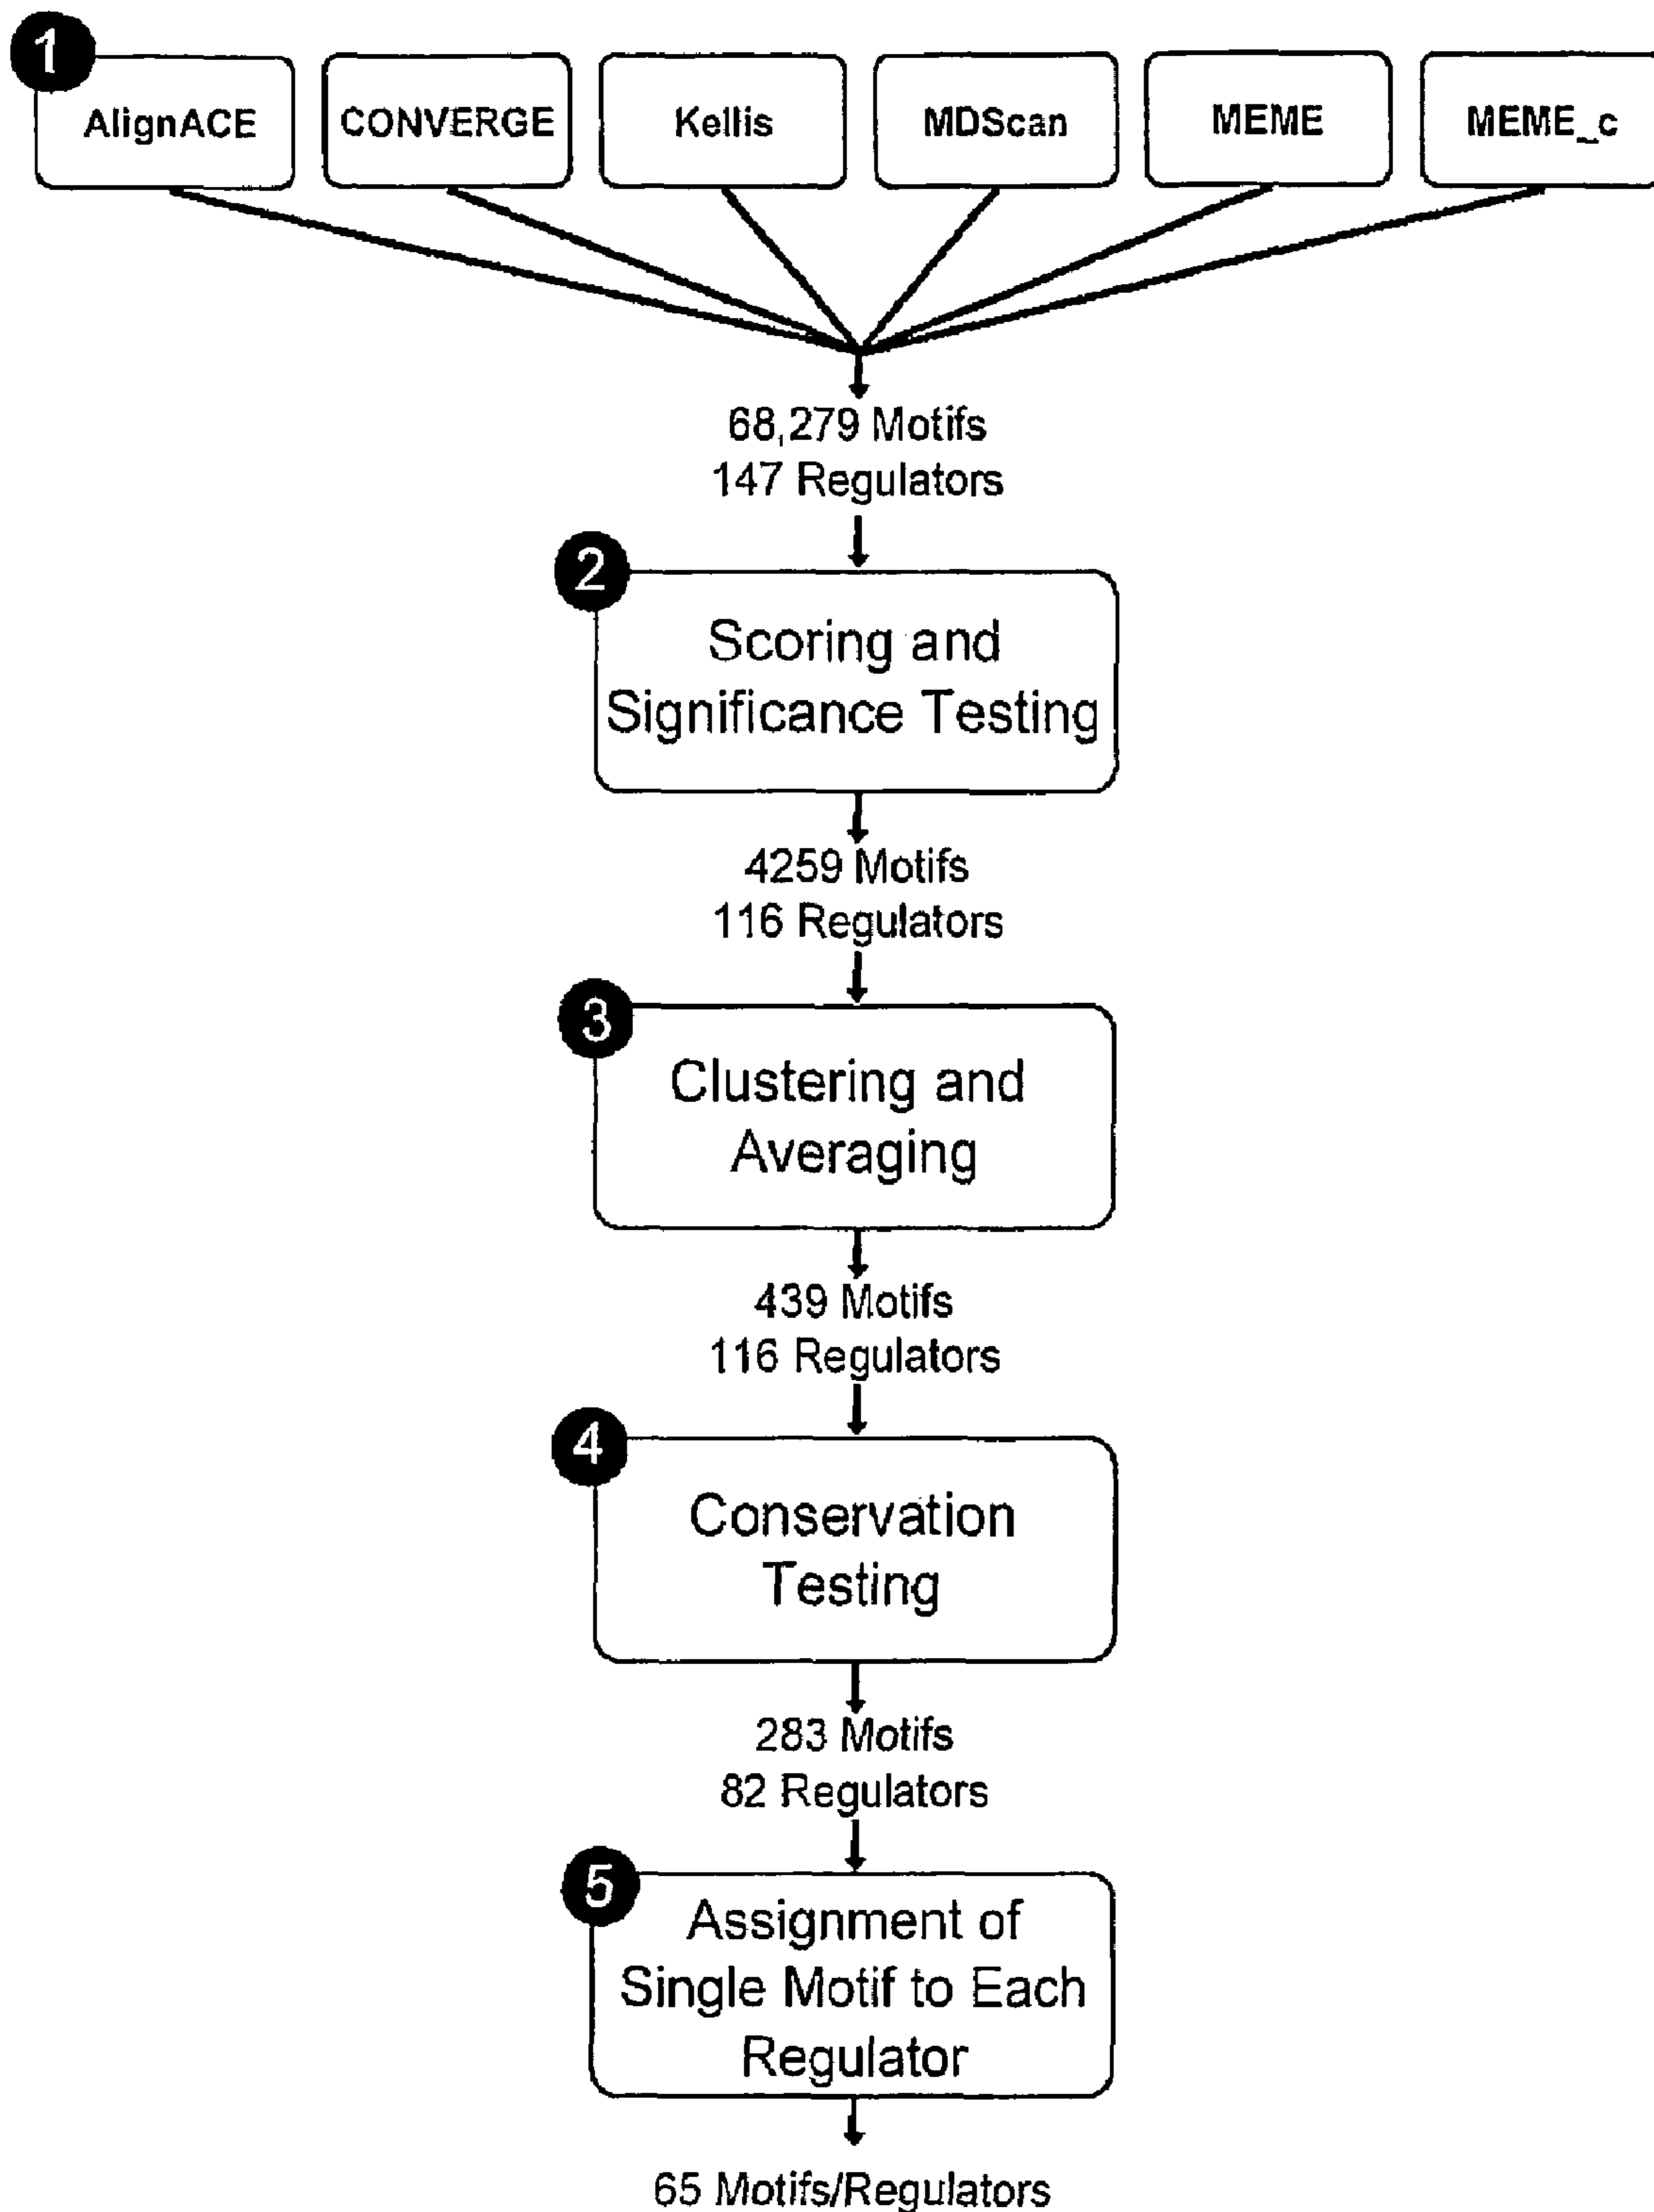 1
AlignACE CONVERGE Kellis MDScan MEME MEME_c
68,279 Motifs
147 Regulators
2
Scoring and
Significance Testing
4259 Motifs
116 Regulators
3
Clustering and
Averaging
439 Motifs
116 Regulators
4
Conservation
Testing
283 Motifs
82 Regulators
5
Assignment of
Single Motif to Each
Regulator
65 Motifs/Regulators